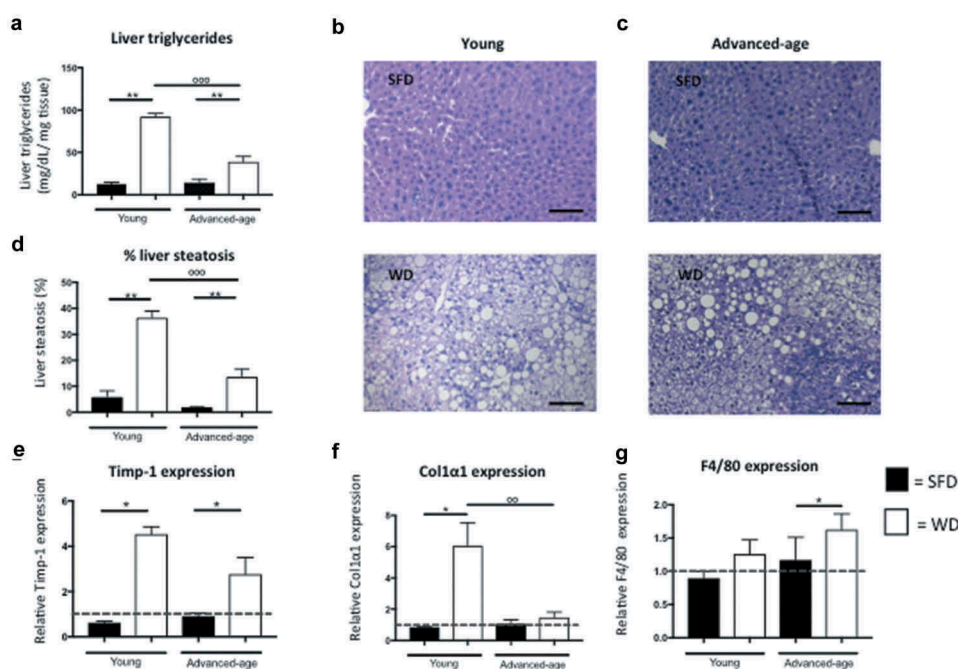 a
Liver triglycerides
Liver triglycerides
(mg/dL/ mg tissue)
150
100
50
0
**
ººº
**
Young
Advanced-age
b
Young
SFD
WD
c
Advanced-age
SFD
WD
d
% liver steatosis
Liver steatosis (%)
50
40
30
20
10
0
**
ººº
**
Young
Advanced-age
e
Timp-1 expression
Relative Timp-1 expression
6
4
2
0
*
*
Young
Advanced-age
f
Col1α1 expression
Relative Col1α1 expression
8
6
4
2
0
*
ºº
Young
Advanced-age
g
F4/80 expression
Relative F4/80 expression
2.0
1.5
1.0
0.5
0.0
*
Young
Advanced-age
= SFD
= WD